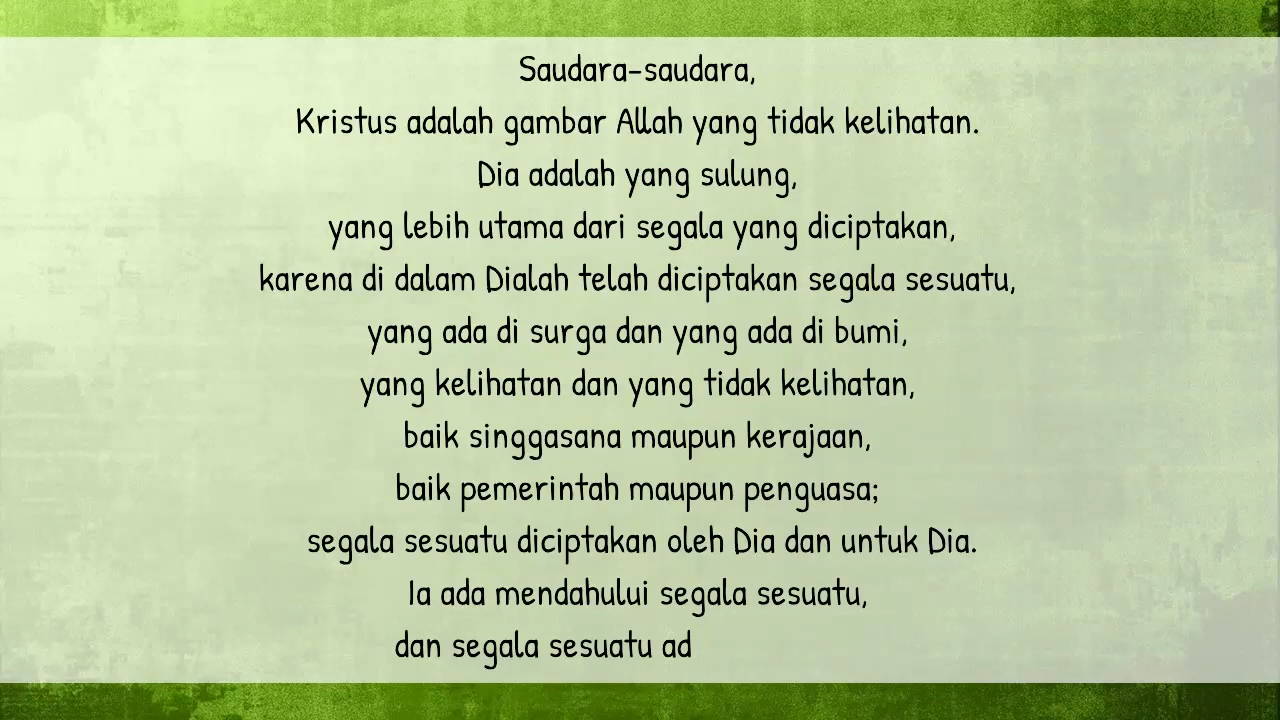 Saudara-saudara,
Kristus adalah gambar Allah yang tidak kelihatan.
Dia adalah yang sulung,
yang lebih utama dari segala yang diciptakan,
karena di dalam Dialah telah diciptakan segala sesuatu,
yang ada di surga dan yang ada di bumi,
yang kelihatan dan yang tidak kelihatan,
baik singgasana maupun kerajaan,
baik pemerintah maupun penguasa;
segala sesuatu diciptakan oleh Dia dan untuk Dia.
Ia ada mendahului segala sesuatu,
dan segala sesuatu ad